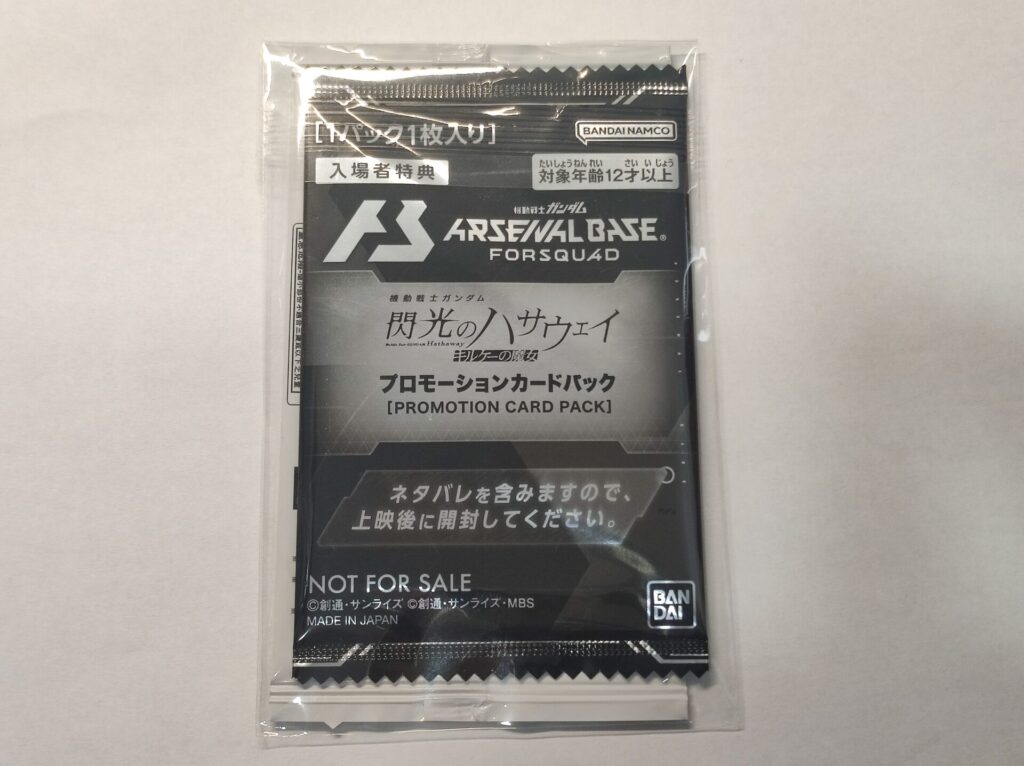 [1パック1枚入り]
BANDAI NAMCO
入場者特典
たいしょうねんれい さいいじょう
対象年齢12才以上
機動戦士ガンダム
ARSENAL BASE®
FORSQUAD
機動戦士ガンダム
閃光のハサウェイ
Mobile Suit GUNDAM Hathaway
キルケーの魔女
プロモーションカードパック
[PROMOTION CARD PACK]
ネタバレを含みますので、
上映後に開封してください。
NOT FOR SALE
©創通・サンライズ ©創通・サンライズ・MBS
MADE IN JAPAN
BAN
DAI